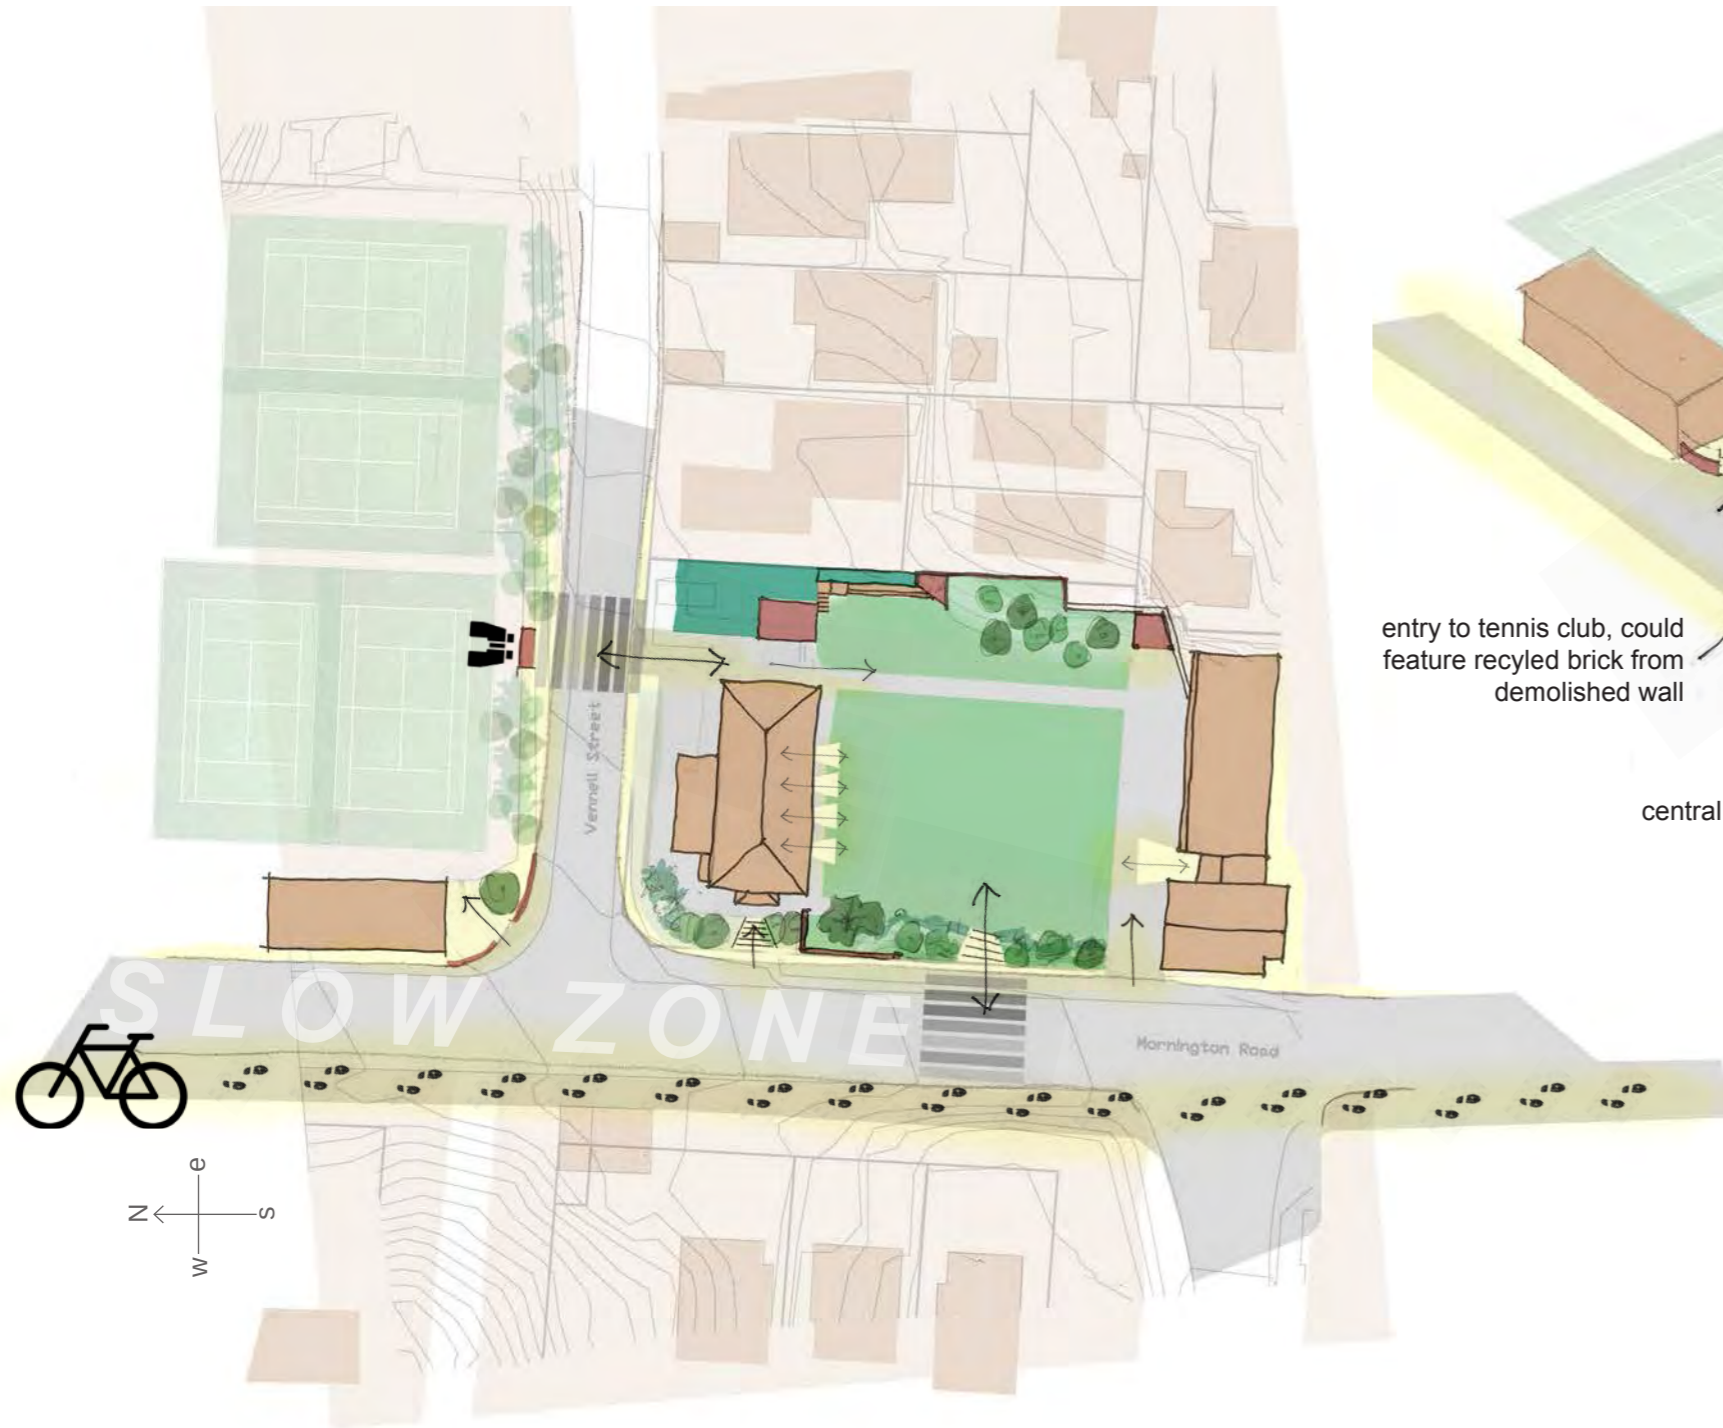 entry to tennis club, could
feature recyled brick from
demolished wall
central
Vennell Street
SLOW ZONE
Mornington Road
e
N
s
w